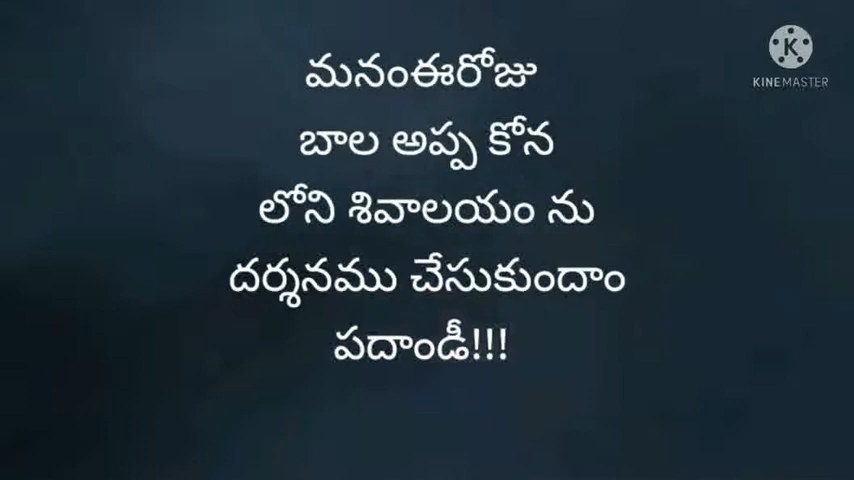 మనంఈరోజు
బాల అప్ప కోన
లోని శివాలయం ను
దర్శనము చేసుకుందాం
పదాండీ!!!
K
KINEMASTER